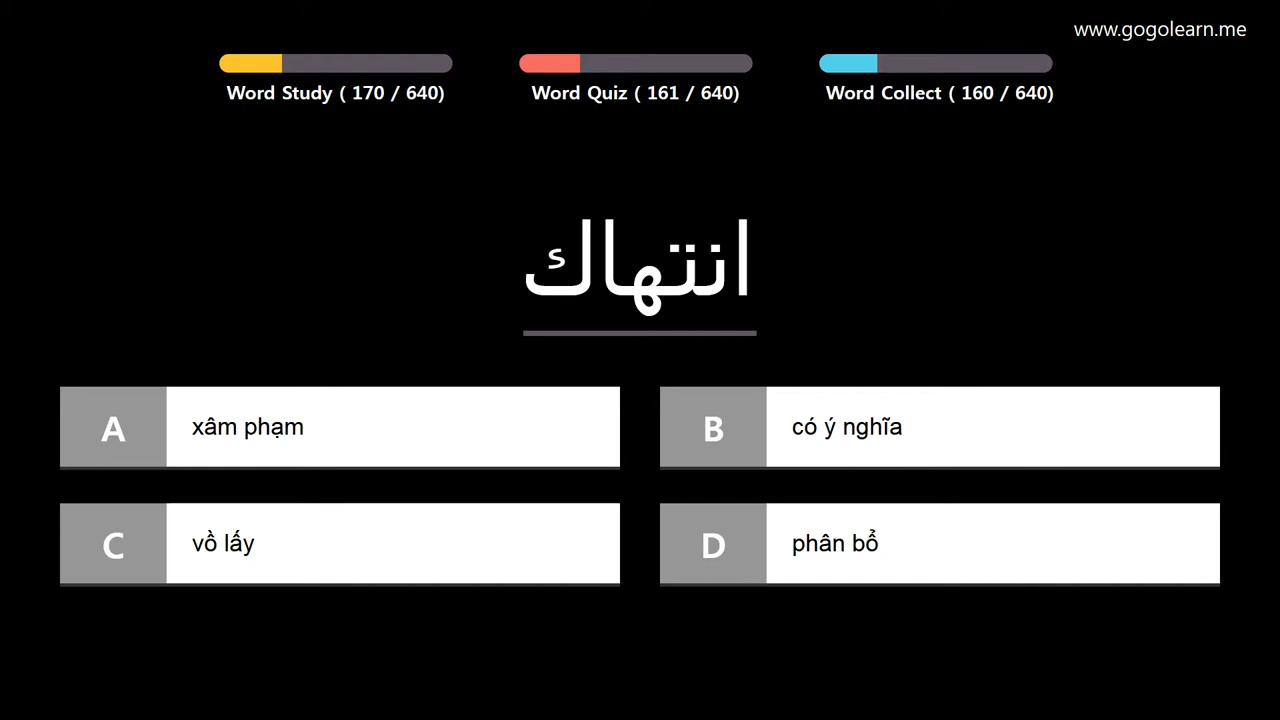 www.gogolearn.me
Word Study ( 170 / 640)
Word Quiz ( 161 / 640)
Word Collect ( 160 / 640)
انتهاك
A xâm phạm
B có ý nghĩa
C vồ lấy
D phân bổ